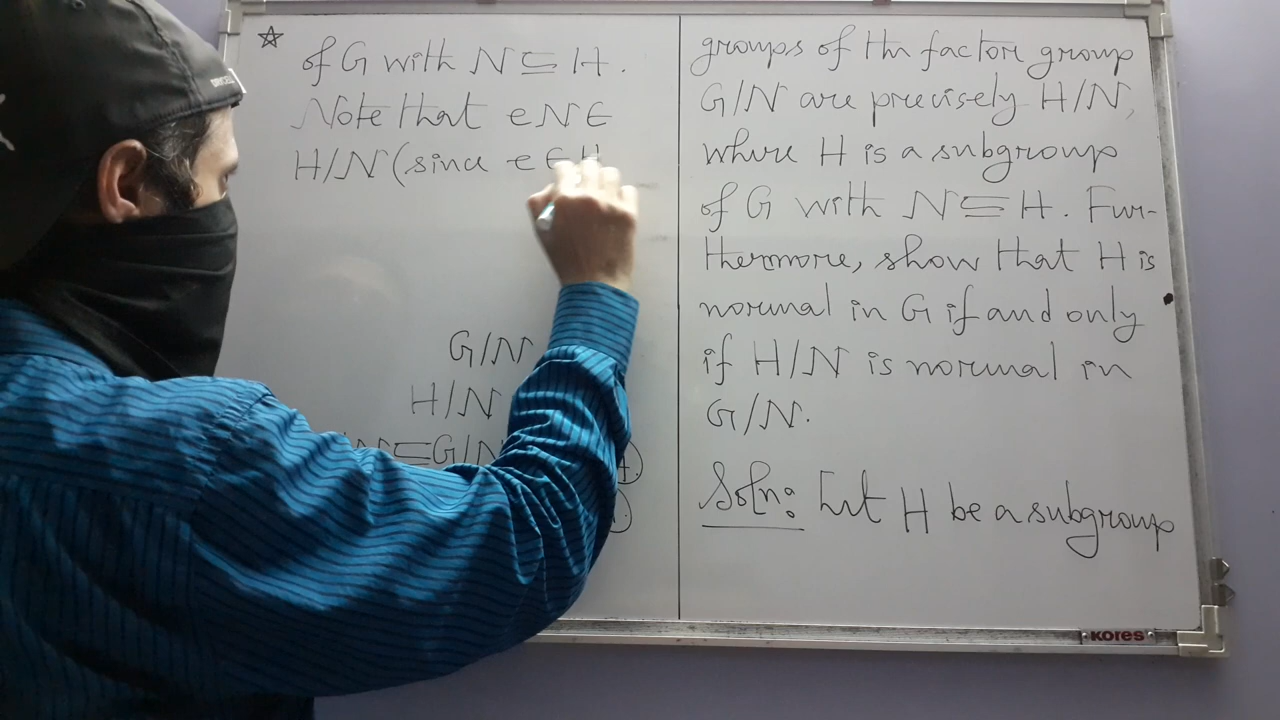 ☆
of G with N ⊆ H.
Note that eN ∈
H/N (since e ∈ H
G/N
H/N
⊆ G/N
groups of the factor group
G/N are precisely H/N,
where H is a subgroup
of G with N ⊆ H. Fur-
thermore, show that H is
normal in G if and only
if H/N is normal in
G/N.
Soln: Let H be a subgroup
KORES